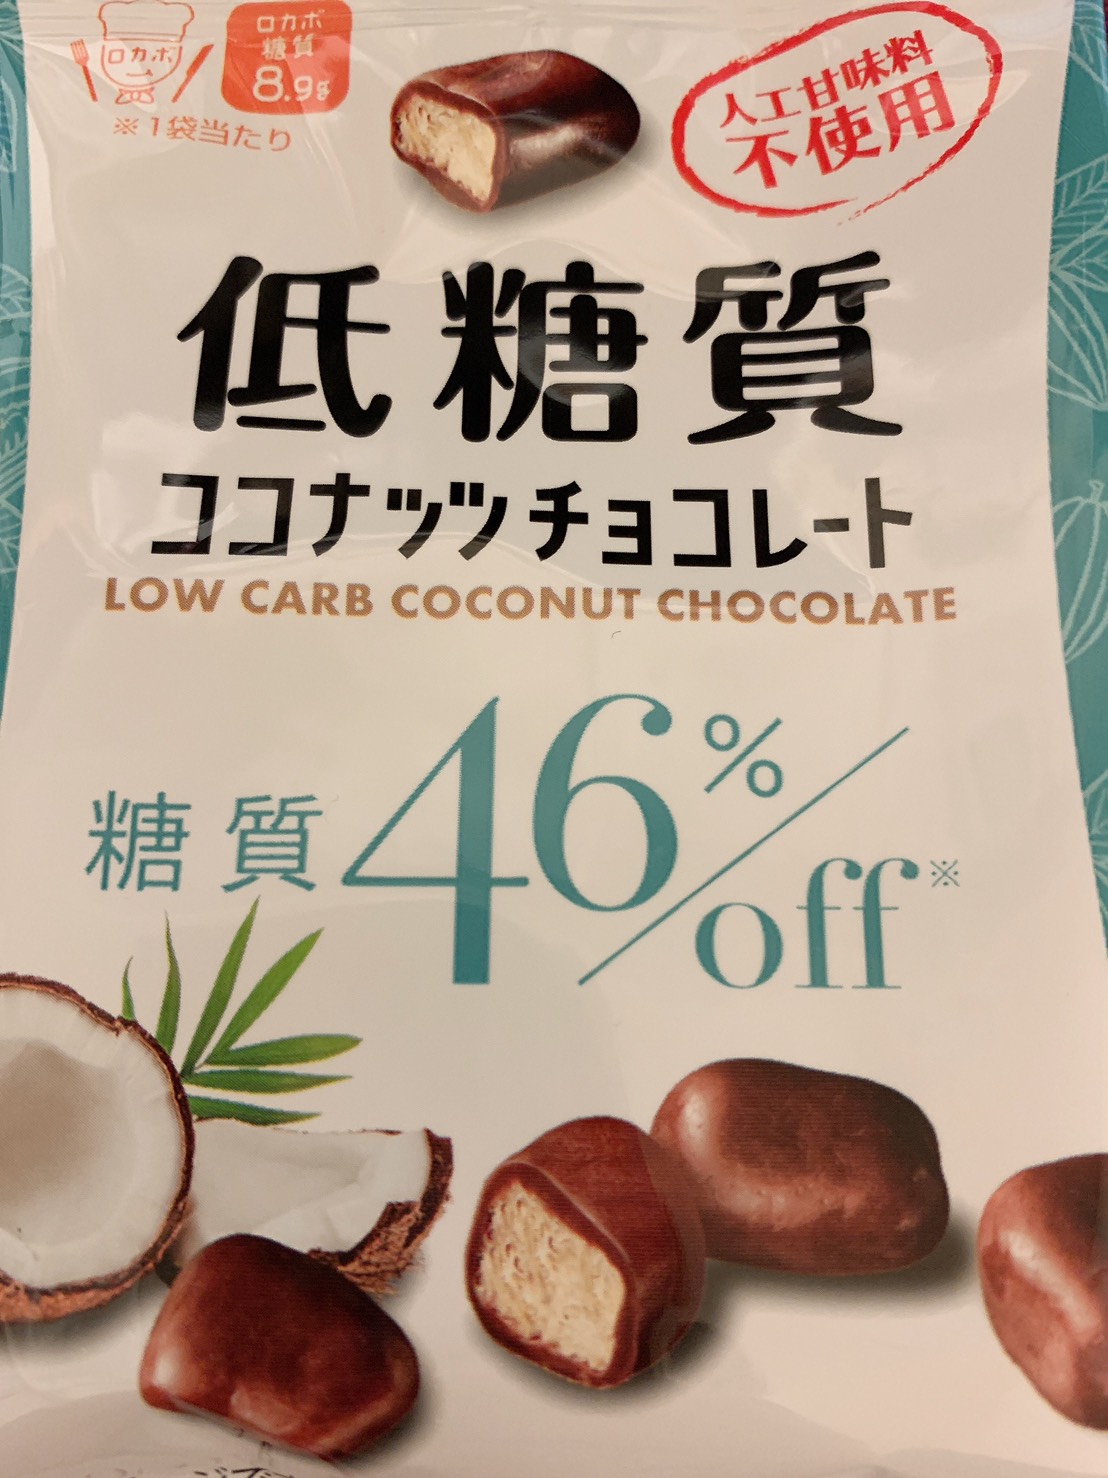 ロカボ
ロカボ
糖質
8.9g
※1袋当たり
人工甘味料
不使用
低糖質
ココナッツチョコレート
LOW CARB COCONUT CHOCOLATE
糖質46%off※